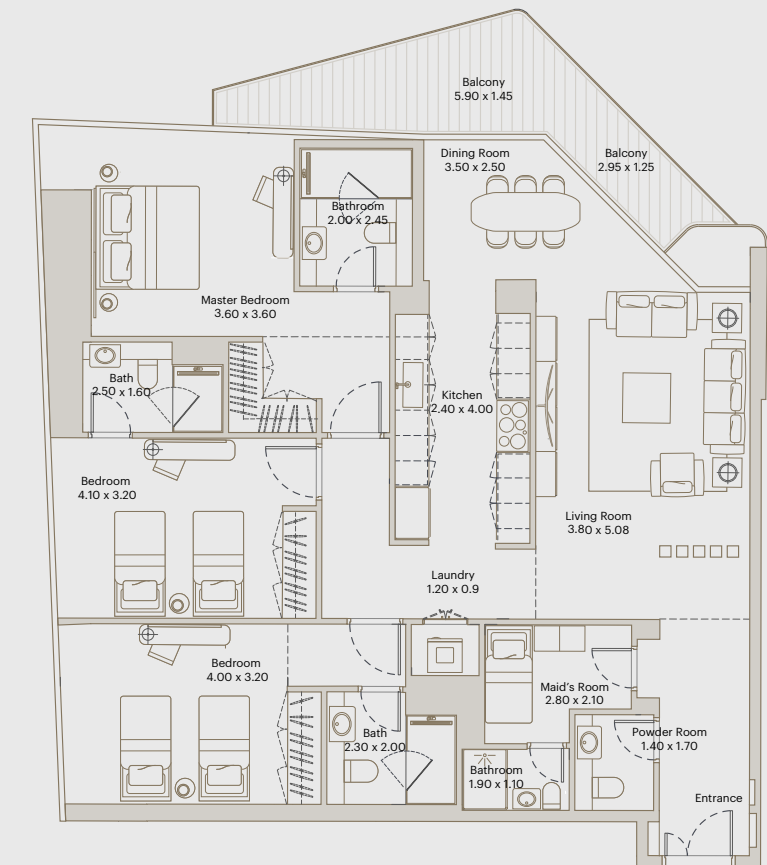 Balcony
5.90 x 1.45
Dining Room
3.50 x 2.50
Balcony
2.95 x 1.25
Bathroom
2.00 x 2.45
Master Bedroom
3.60 x 3.60
Bath
2.50 x 1.60
Kitchen
2.40 x 4.00
Bedroom
4.10 x 3.20
Living Room
3.80 x 5.08
Laundry
1.20 x 0.9
Bedroom
4.00 x 3.20
Maid's Room
2.80 x 2.10
Bath
2.30 x 2.00
Powder Room
1.40 x 1.70
Bathroom
1.90 x 1.10
Entrance